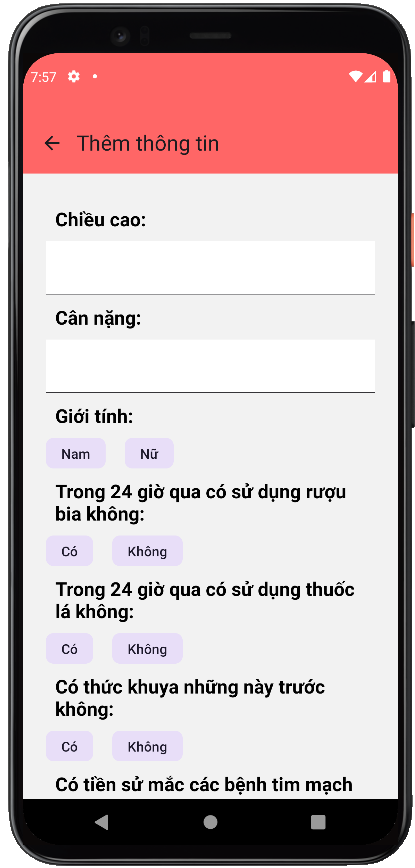 7:57
Thêm thông tin
Chiều cao:
Cân nặng:
Giới tính:
Nam Nữ
Trong 24 giờ qua có sử dụng rượu
bia không:
Có Không
Trong 24 giờ qua có sử dụng thuốc
lá không:
Có Không
Có thức khuya những này trước
không:
Có Không
Có tiền sử mắc các bệnh tim mạch